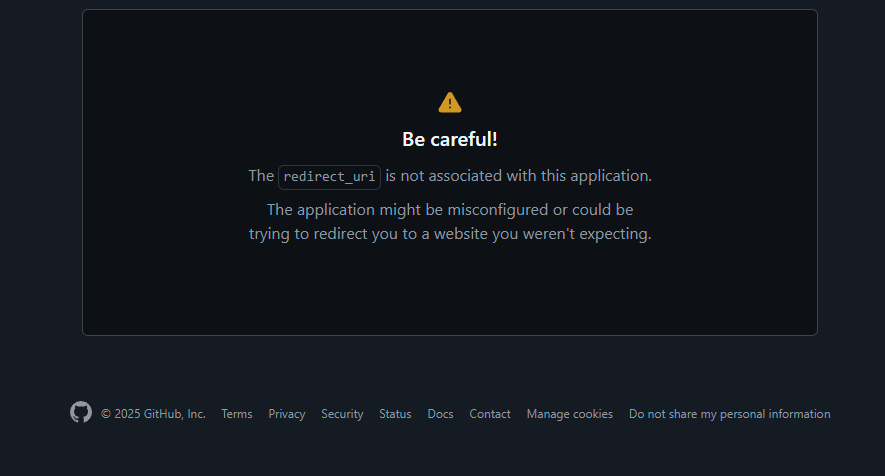 Be careful!
The redirect_uri is not associated with this application.
The application might be misconfigured or could be
trying to redirect you to a website you weren't expecting.
© 2025 GitHub, Inc. Terms Privacy Security Status Docs Contact Manage cookies Do not share my personal information